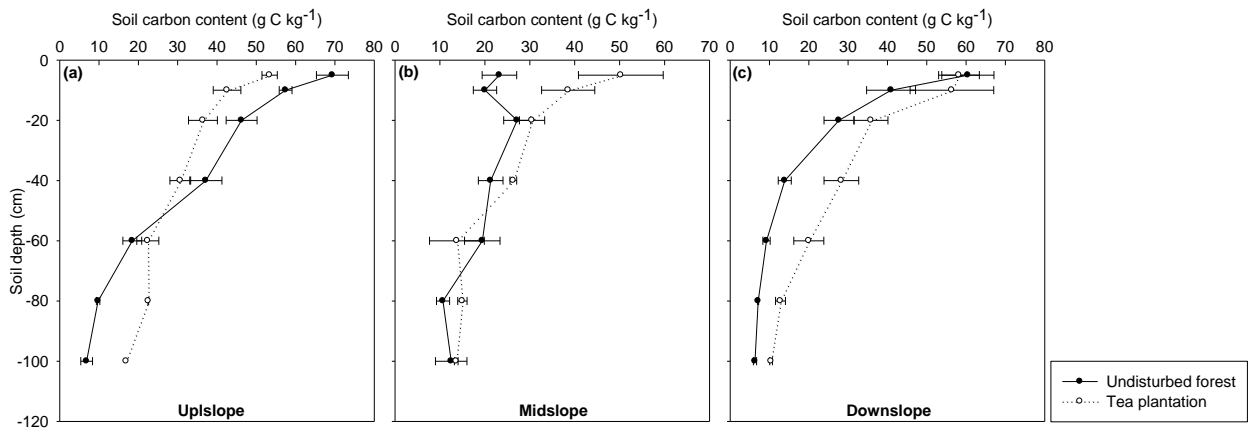 Soil carbon content (g C kg⁻¹) Soil carbon content (g C kg⁻¹) Soil carbon content (g C kg⁻¹)
0 10 20 30 40 50 60 70 80 0 10 20 30 40 50 60 70 0 10 20 30 40 50 60 70 80
0
(a) (b) (c)
-20
-40
-60
-80
-100
-120
Soil depth (cm)
Uplslope Midslope Downslope
Undisturbed forest
Tea plantation